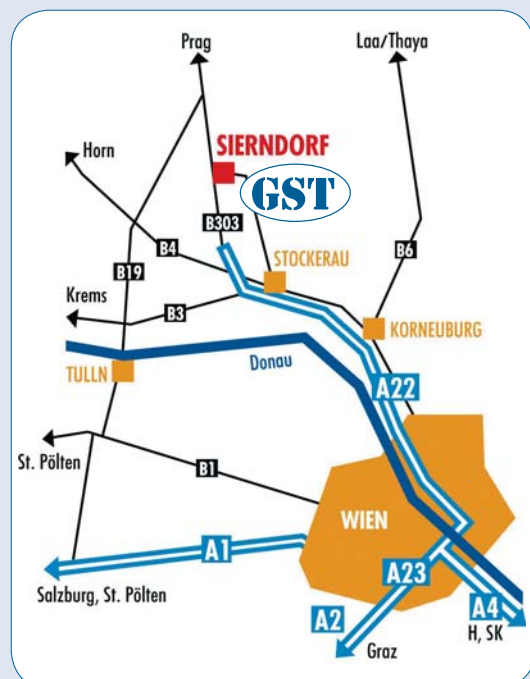 Prag
Laa/Thaya
SIERNDORF
Horn
GST
B303
B4
STOCKERAU
B6
B19
Krems
B3
KORNEUBURG
Donau
TULLN
A22
St. Pölten
B1
WIEN
A1
A23
Salzburg, St. Pölten
A2
A4
H, SK
Graz